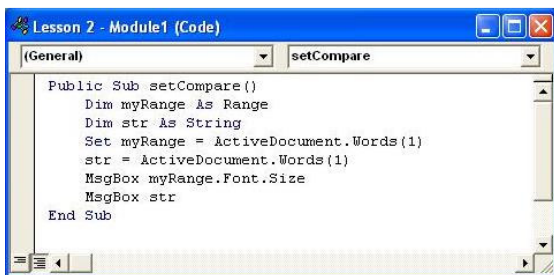 Lesson 2 - Module1 (Code)
(General) setCompare
Public Sub setCompare()
Dim myRange As Range
Dim str As String
Set myRange = ActiveDocument.Words(1)
str = ActiveDocument.Words(1)
MsgBox myRange.Font.Size
MsgBox str
End Sub